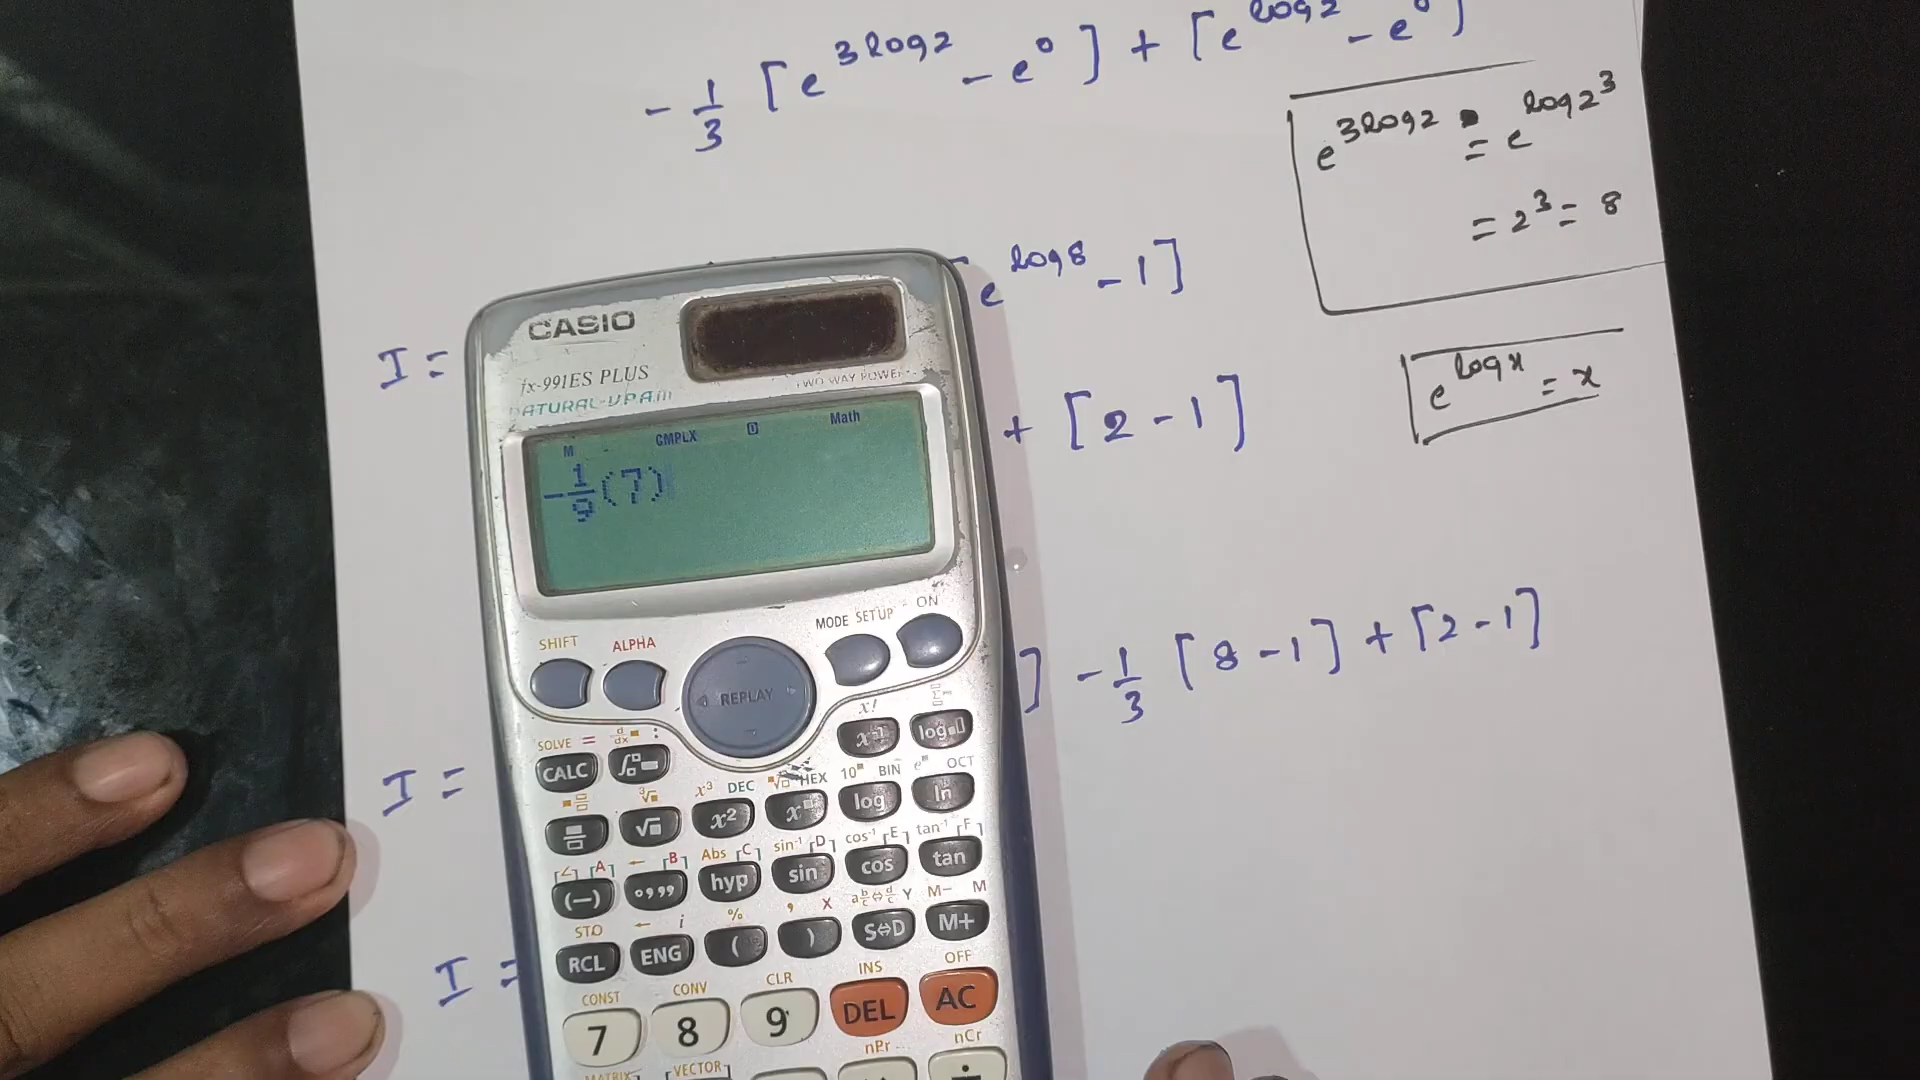 - 1/3 [e^3log2 - e^0] + [e^log2 - e^0]
e^3log2 = e^log2^3
= 2^3 = 8
e^log8 - 1]
I =
e^logx = x
+ [2 - 1]
] - 1/3 [8 - 1] + [2 - 1]
I =
I =
CASIO
fx-991ES PLUS
NATURAL-V.P.A.M.
TWO WAY POWER
M CMPLX D Math
-1/9(7)
SHIFT ALPHA MODE SETUP ON
REPLAY
SOLVE = d/dx : x!
CALC ∫ x^-1 log
x³ DEC HEX 10 BIN e OCT
√ x² x log ln
∠ A ← B Abs C sin⁻¹ D cos⁻¹ E tan⁻¹ F
(−) °,,, hyp sin cos tan
STO ← i % , X a b/c⇔d/c Y M− M
RCL ENG ( ) S⇔D M+
CONST CONV CLR INS OFF
7 8 9 DEL AC
MATRIX VECTOR nPr nCr
÷